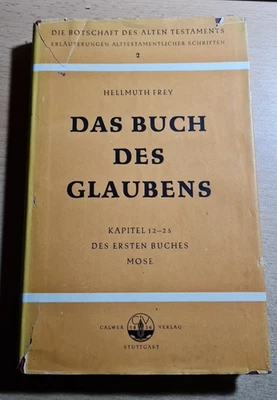 DIE BOTSCHAFT DES ALTEN TESTAMENTS
ERLÄUTERUNGEN ALTTESTAMENTLICHER SCHRIFTEN
2
HELLMUTH FREY
DAS BUCH
DES
GLAUBENS
KAPITEL 12–25
DES ERSTEN BUCHES
MOSE
CALWER VERLAG
STUTTGART